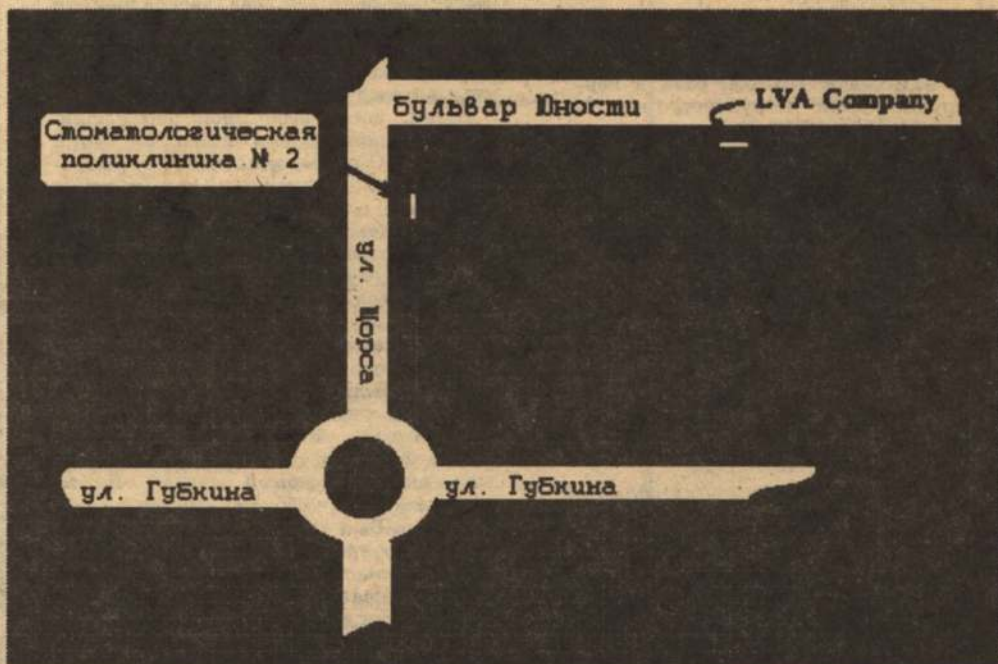 бульвар Юности
LVA Company
Стоматологическая
поликлиника № 2
ул. Щорса
ул. Губкина
ул. Губкина